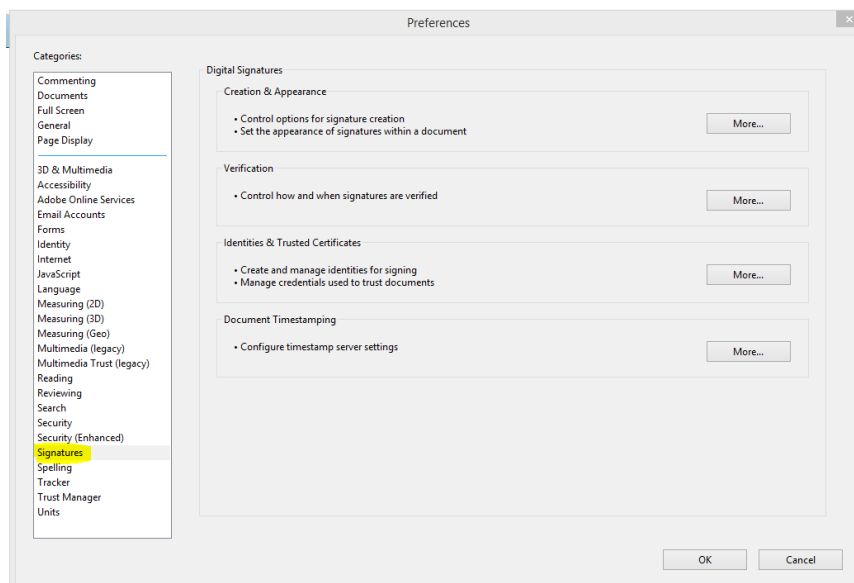 Preferences
Categories:
Commenting
Documents
Full Screen
General
Page Display
3D & Multimedia
Accessibility
Adobe Online Services
Email Accounts
Forms
Identity
Internet
JavaScript
Language
Measuring (2D)
Measuring (3D)
Measuring (Geo)
Multimedia (legacy)
Multimedia Trust (legacy)
Reading
Reviewing
Search
Security
Security (Enhanced)
Signatures
Spelling
Tracker
Trust Manager
Units
Digital Signatures
Creation & Appearance
• Control options for signature creation
• Set the appearance of signatures within a document
More...
Verification
• Control how and when signatures are verified
More...
Identities & Trusted Certificates
• Create and manage identities for signing
• Manage credentials used to trust documents
More...
Document Timestamping
• Configure timestamp server settings
More...
OK
Cancel